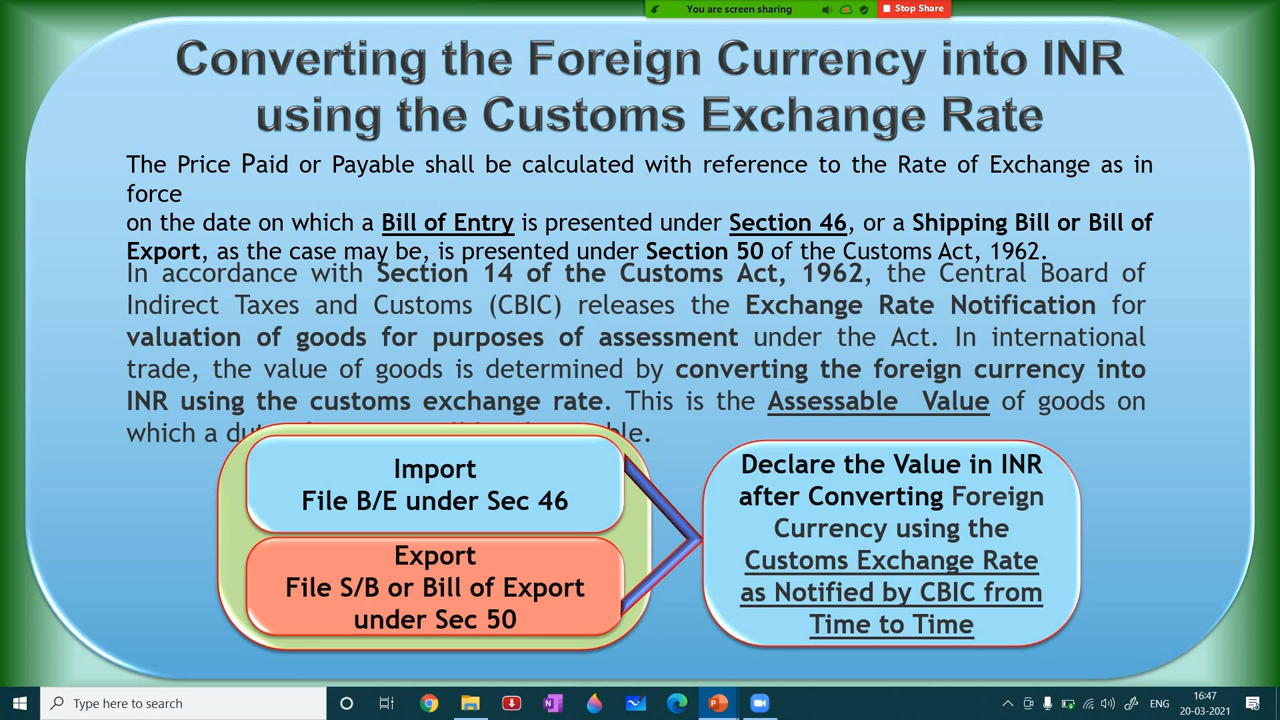 You are screen sharing
Stop Share
Converting the Foreign Currency into INR
using the Customs Exchange Rate
The Price Paid or Payable shall be calculated with reference to the Rate of Exchange as in
force
on the date on which a Bill of Entry is presented under Section 46, or a Shipping Bill or Bill of
Export, as the case may be, is presented under Section 50 of the Customs Act, 1962.
In accordance with Section 14 of the Customs Act, 1962, the Central Board of
Indirect Taxes and Customs (CBIC) releases the Exchange Rate Notification for
valuation of goods for purposes of assessment under the Act. In international
trade, the value of goods is determined by converting the foreign currency into
INR using the customs exchange rate. This is the Assessable Value of goods on
which a
Import
File B/E under Sec 46
Export
File S/B or Bill of Export
under Sec 50
Declare the Value in INR
after Converting Foreign
Currency using the
Customs Exchange Rate
as Notified by CBIC from
Time to Time
Type here to search
ENG
16:47
20-03-2021